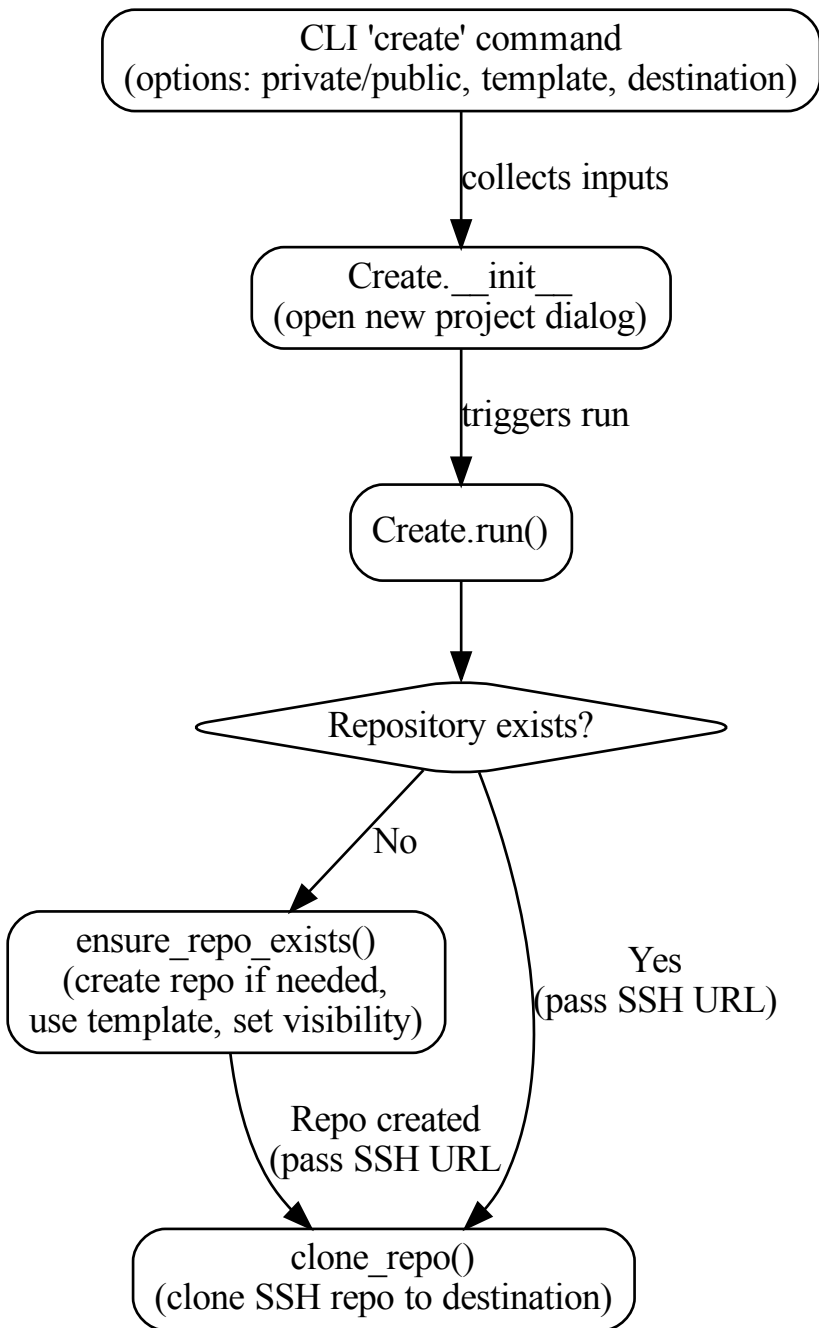 CLI 'create' command
(options: private/public, template, destination)
collects inputs
Create.__init__
(open new project dialog)
triggers run
Create.run()
Repository exists?
No
ensure_repo_exists()
(create repo if needed,
use template, set visibility)
Yes
(pass SSH URL)
Repo created
(pass SSH URL
clone_repo()
(clone SSH repo to destination)